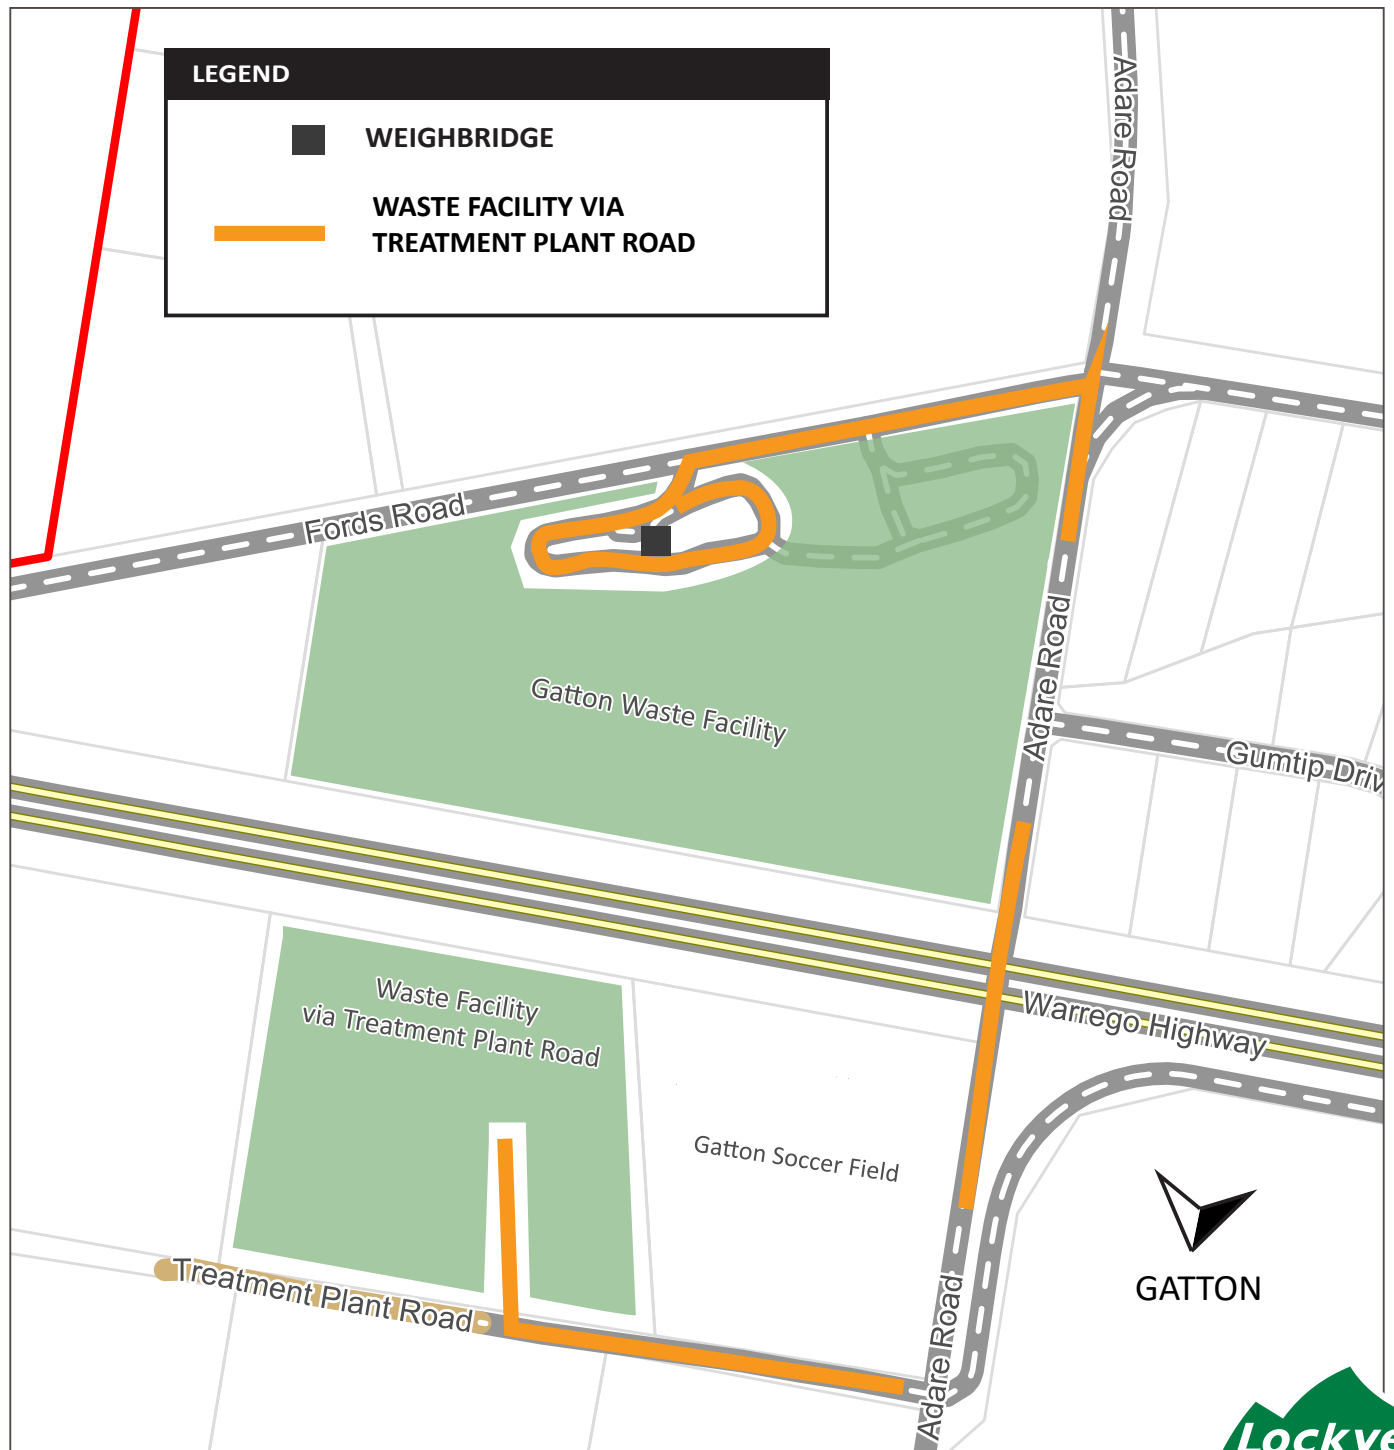 LEGEND
WEIGHBRIDGE
WASTE FACILITY VIA
TREATMENT PLANT ROAD
Adare Road
Fords Road
Adare Road
Gatton Waste Facility
Gumtip Driv
Waste Facility
via Treatment Plant Road
Warrego Highway
Gatton Soccer Field
Treatment Plant Road
Adare Road
GATTON
Lockye